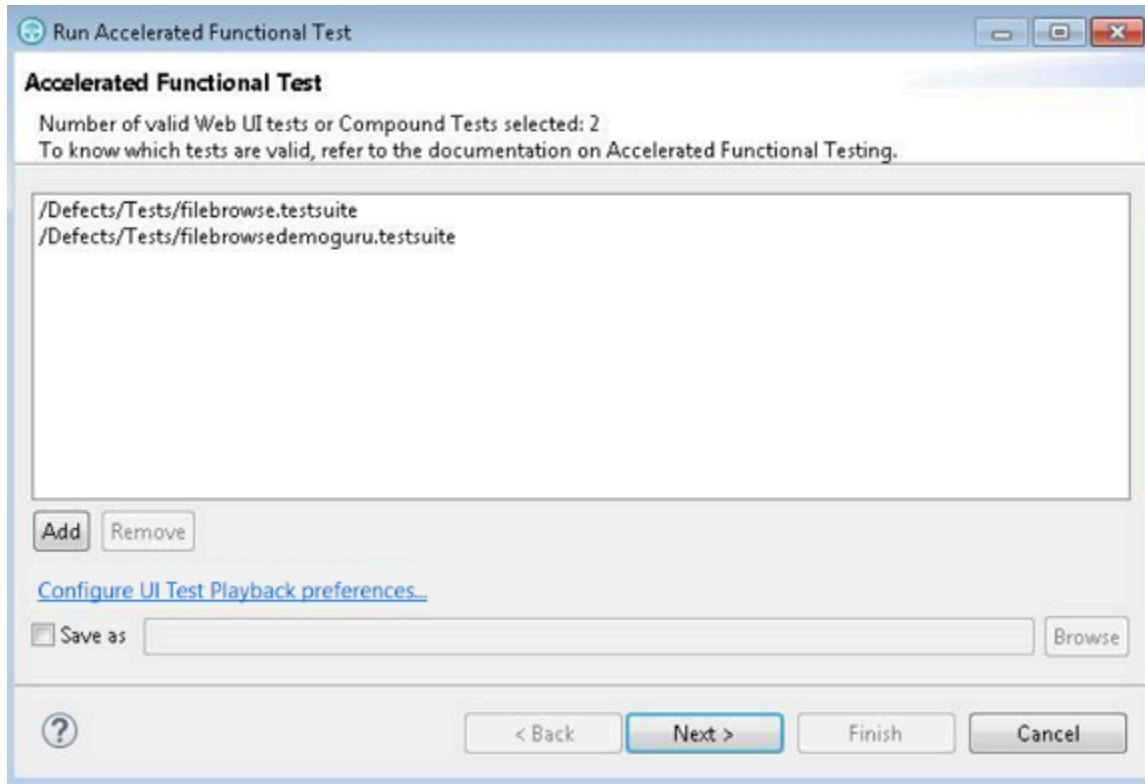 Run Accelerated Functional Test
Accelerated Functional Test
Number of valid Web UI tests or Compound Tests selected: 2
To know which tests are valid, refer to the documentation on Accelerated Functional Testing.
/Defects/Tests/filebrowse.testsuite
/Defects/Tests/filebrowsedemoguru.testsuite
Add Remove
Configure UI Test Playback preferences...
Save as Browse
? < Back Next > Finish Cancel